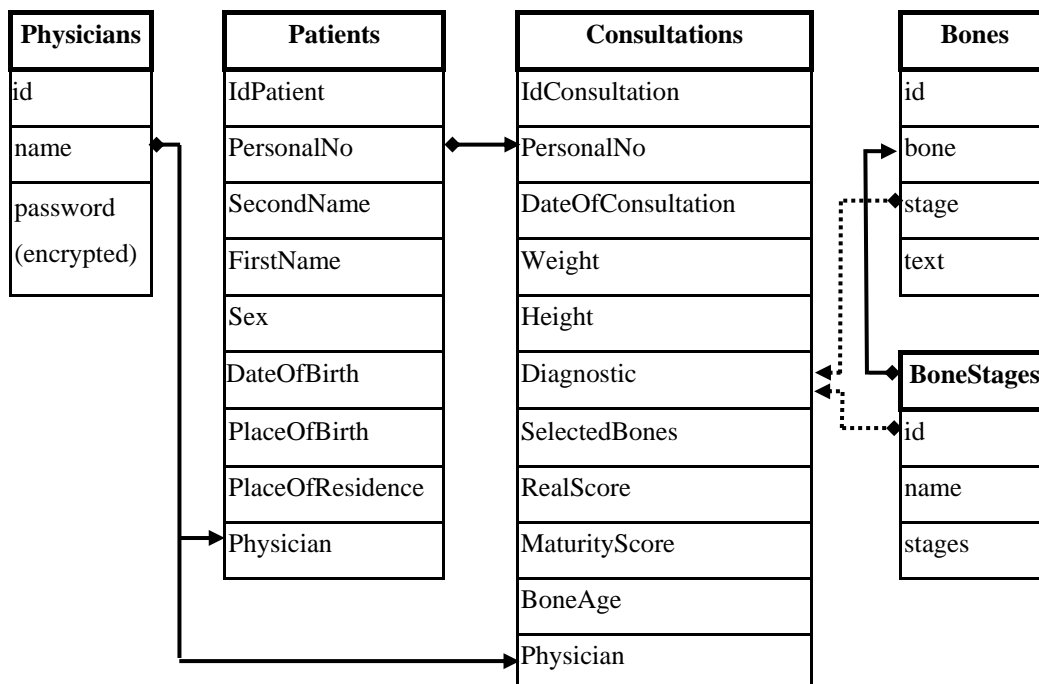 Physicians
id
name
password
(encrypted)
Patients
IdPatient
PersonalNo
SecondName
FirstName
Sex
DateOfBirth
PlaceOfBirth
PlaceOfResidence
Physician
Consultations
IdConsultation
PersonalNo
DateOfConsultation
Weight
Height
Diagnostic
SelectedBones
RealScore
MaturityScore
BoneAge
Physician
Bones
id
bone
stage
text
BoneStages
id
name
stages